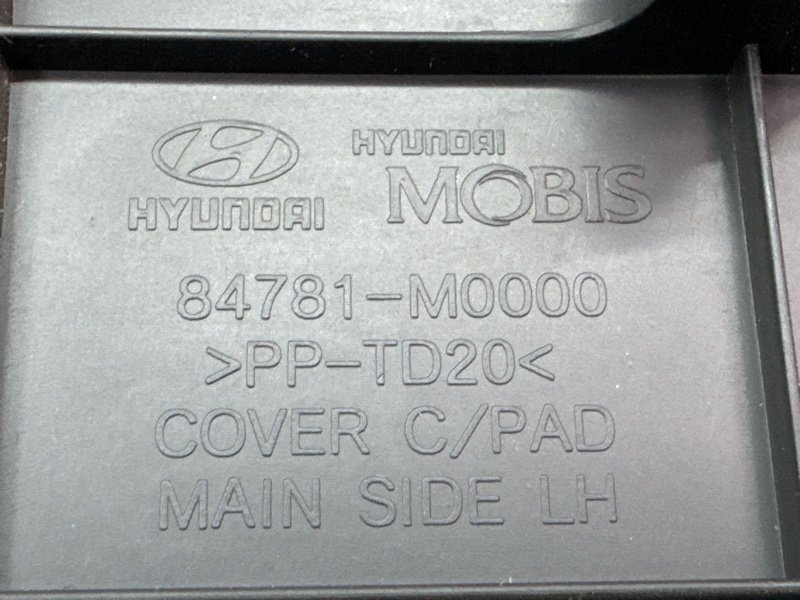 HYUNDAI
HYUNDAI
MOBIS
84781-M0000
>PP-TD20<
COVER C/PAD
MAIN SIDE LH